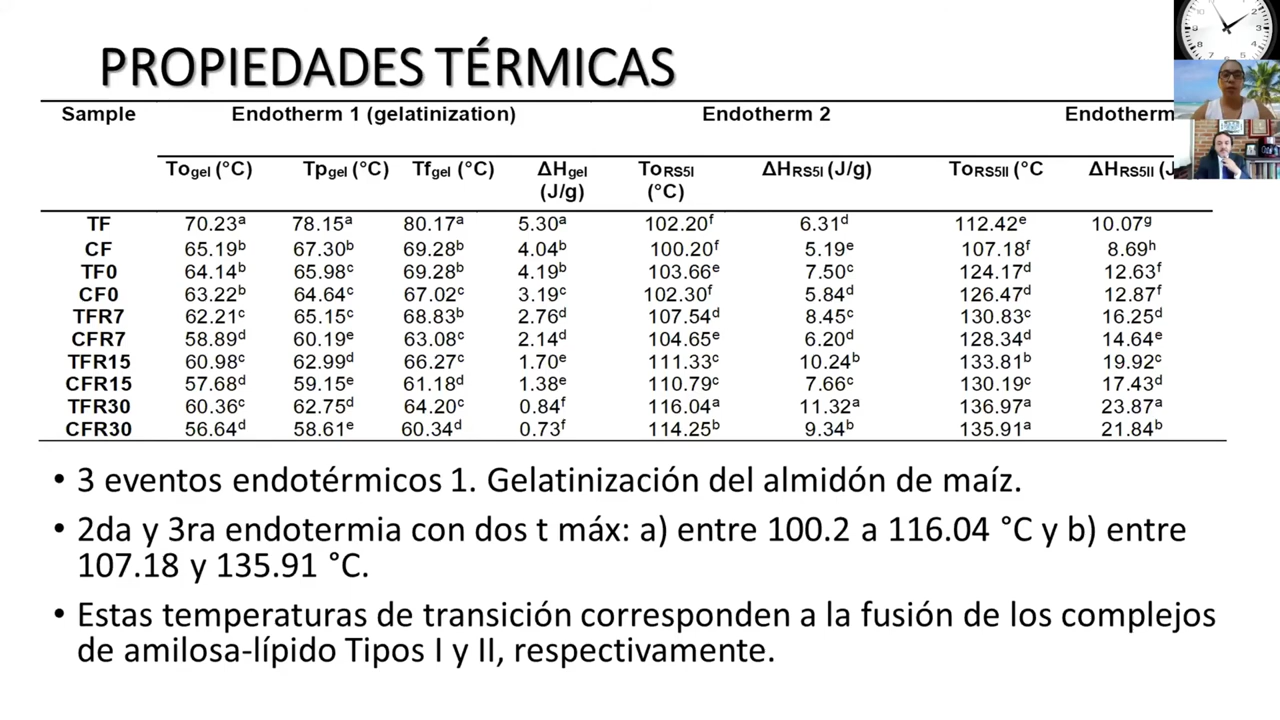 PROPIEDADES TÉRMICAS
Sample Endotherm 1 (gelatinization) Endotherm 2 Endotherm
Togel (°C) Tpgel (°C) Tfgel (°C) ΔHgel (J/g) ToRS5I (°C) ΔHRS5I (J/g) ToRS5II (°C ΔHRS5II (J
TF 70.23ᵃ 78.15ᵃ 80.17ᵃ 5.30ᵃ 102.20ᶠ 6.31ᵈ 112.42ᵉ 10.07ᵍ
CF 65.19ᵇ 67.30ᵇ 69.28ᵇ 4.04ᵇ 100.20ᶠ 5.19ᵉ 107.18ᶠ 8.69ʰ
TF0 64.14ᵇ 65.98ᶜ 69.28ᵇ 4.19ᵇ 103.66ᵉ 7.50ᶜ 124.17ᵈ 12.63ᶠ
CF0 63.22ᵇ 64.64ᶜ 67.02ᶜ 3.19ᶜ 102.30ᶠ 5.84ᵈ 126.47ᵈ 12.87ᶠ
TFR7 62.21ᶜ 65.15ᶜ 68.83ᵇ 2.76ᵈ 107.54ᵈ 8.45ᶜ 130.83ᶜ 16.25ᵈ
CFR7 58.89ᵈ 60.19ᵉ 63.08ᶜ 2.14ᵈ 104.65ᵉ 6.20ᵈ 128.34ᵈ 14.64ᵉ
TFR15 60.98ᶜ 62.99ᵈ 66.27ᶜ 1.70ᵉ 111.33ᶜ 10.24ᵇ 133.81ᵇ 19.92ᶜ
CFR15 57.68ᵈ 59.15ᵉ 61.18ᵈ 1.38ᵉ 110.79ᶜ 7.66ᶜ 130.19ᶜ 17.43ᵈ
TFR30 60.36ᶜ 62.75ᵈ 64.20ᶜ 0.84ᶠ 116.04ᵃ 11.32ᵃ 136.97ᵃ 23.87ᵃ
CFR30 56.64ᵈ 58.61ᵉ 60.34ᵈ 0.73ᶠ 114.25ᵇ 9.34ᵇ 135.91ᵃ 21.84ᵇ
• 3 eventos endotérmicos 1. Gelatinización del almidón de maíz.
• 2da y 3ra endotermia con dos t máx: a) entre 100.2 a 116.04 °C y b) entre
107.18 y 135.91 °C.
• Estas temperaturas de transición corresponden a la fusión de los complejos
de amilosa-lípido Tipos I y II, respectivamente.